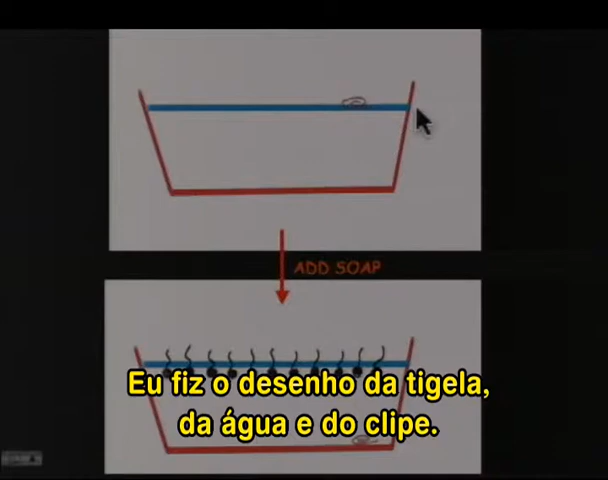 ADD SOAP
Eu fiz o desenho da tigela,
da água e do clipe.